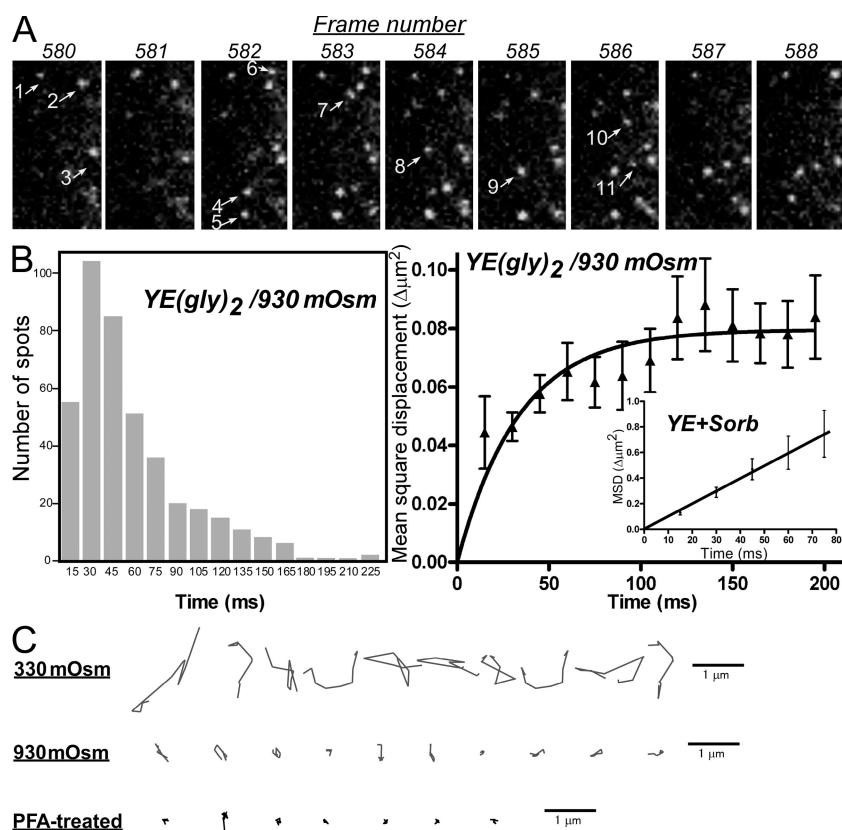 A
Frame number
580 581 582 583 584 585 586 587 588
1 2 3 4 5 6 7 8 9 10 11
B
YE(gly)2 /930 mOsm
Number of spots
100
80
60
40
20
0
15 30 45 60 75 90 105 120 135 150 165 180 195 210 225
Time (ms)
YE(gly)2 /930 mOsm
Mean square displacement (Δμm2)
0.10
0.08
0.06
0.04
0.02
0.00
0 50 100 150 200
Time (ms)
YE+Sorb
MSD (Δμm2)
1.0
0.8
0.6
0.4
0.2
0.0
0 10 20 30 40 50 60 70 80
Time (ms)
C
330 mOsm
1 μm
930 mOsm
1 μm
PFA-treated
1 μm